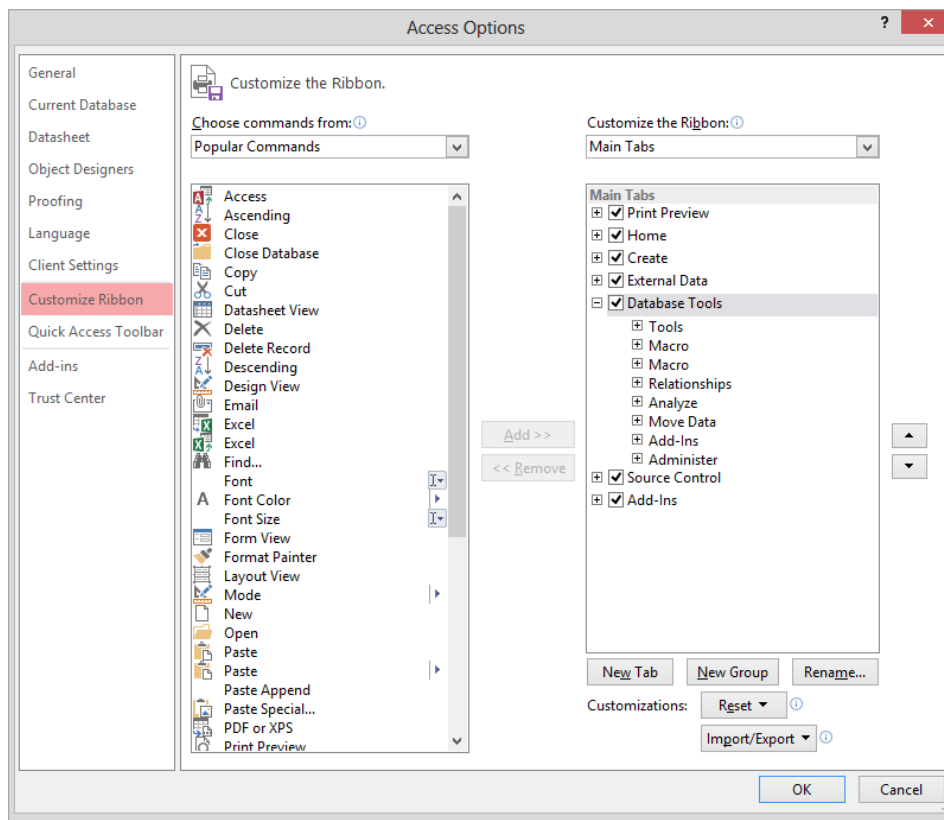 Access Options
?
×
General
Current Database
Datasheet
Object Designers
Proofing
Language
Client Settings
Customize Ribbon
Quick Access Toolbar
Add-ins
Trust Center
Customize the Ribbon.
Choose commands from:
Popular Commands
Access
Ascending
Close
Close Database
Copy
Cut
Datasheet View
Delete
Delete Record
Descending
Design View
Email
Excel
Excel
Find...
Font
Font Color
Font Size
Form View
Format Painter
Layout View
Mode
New
Open
Paste
Paste
Paste Append
Paste Special...
PDF or XPS
Print Preview
Add >>
<< Remove
Customize the Ribbon:
Main Tabs
Main Tabs
Print Preview
Home
Create
External Data
Database Tools
Tools
Macro
Macro
Relationships
Analyze
Move Data
Add-Ins
Administer
Source Control
Add-Ins
New Tab
New Group
Rename...
Customizations:
Reset
Import/Export
OK
Cancel